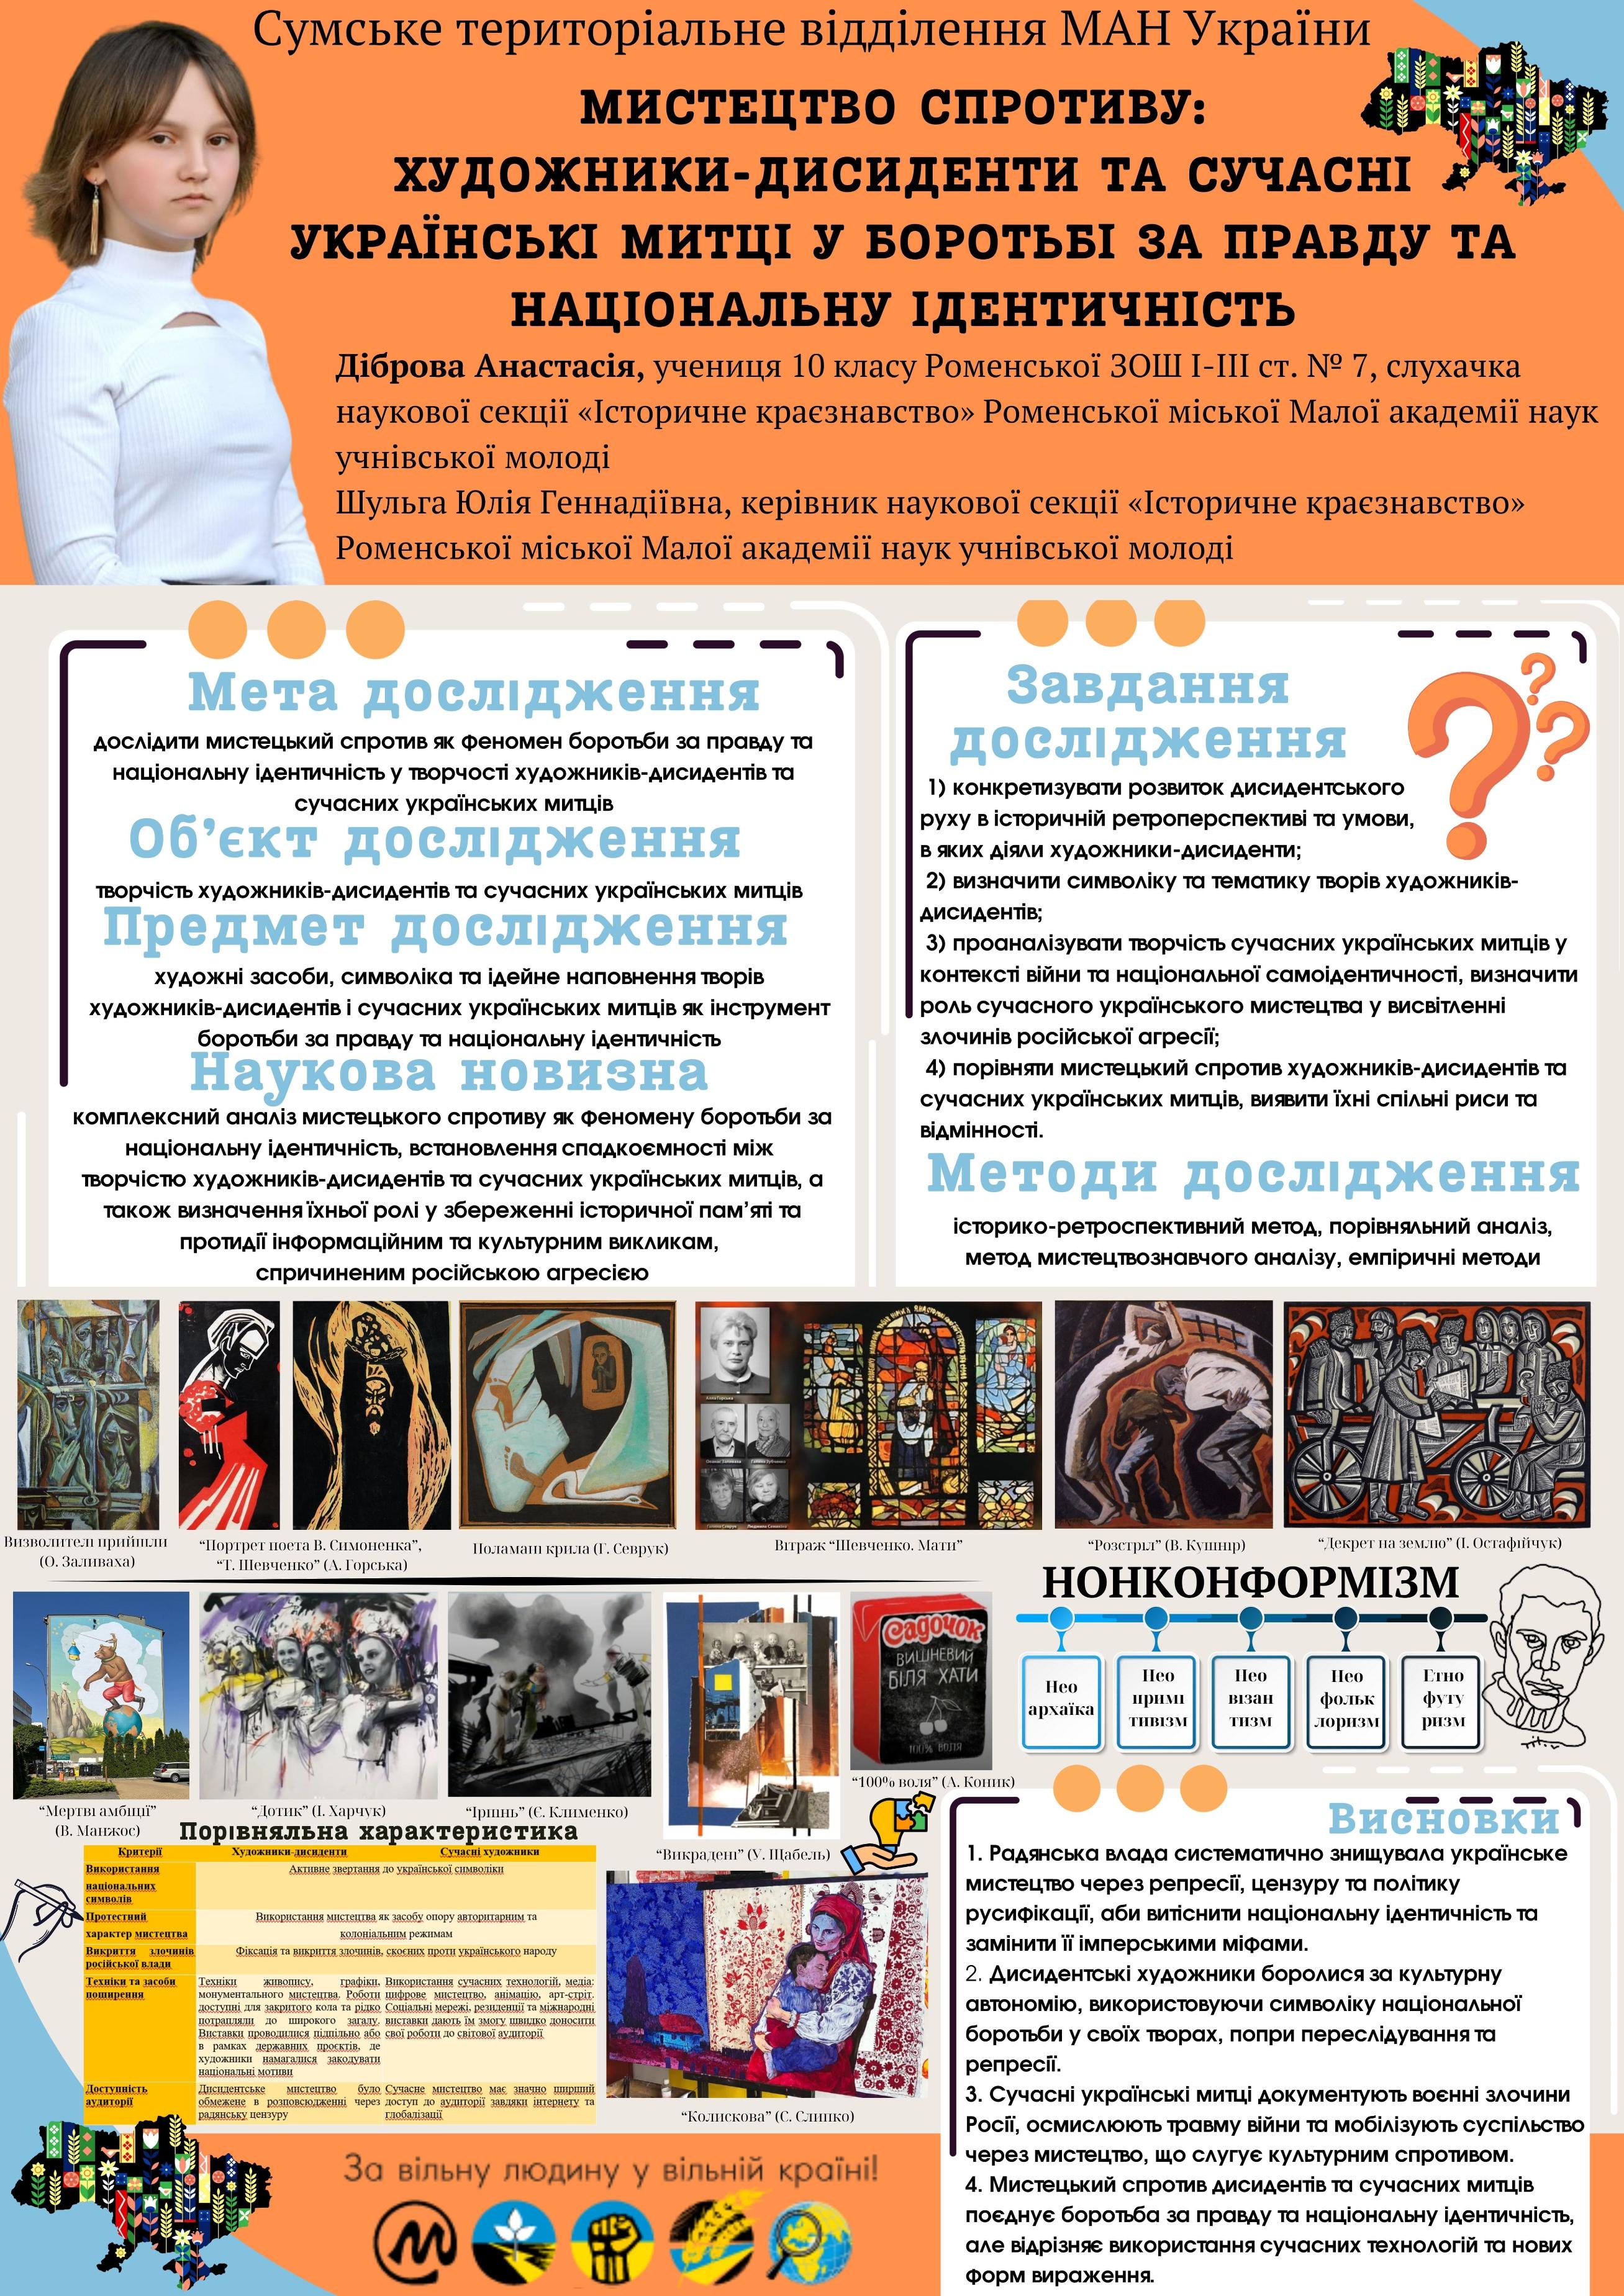 Сумське територіальне відділення МАН України
МИСТЕЦТВО СПРОТИВУ:
ХУДОЖНИКИ-ДИСИДЕНТИ ТА СУЧАСНІ
УКРАЇНСЬКІ МИТЦІ У БОРОТЬБІ ЗА ПРАВДУ ТА
НАЦІОНАЛЬНУ ІДЕНТИЧНІСТЬ
Діброва Анастасія, учениця 10 класу Роменської ЗОШ І-ІІІ ст. № 7, слухачка
наукової секції «Історичне краєзнавство» Роменської міської Малої академії наук
учнівської молоді
Шульга Юлія Геннадіївна, керівник наукової секції «Історичне краєзнавство»
Роменської міської Малої академії наук учнівської молоді
Мета дослідження
дослідити мистецький спротив як феномен боротьби за правду та
національну ідентичність у творчості художників-дисидентів та
сучасних українських митців
Об'єкт дослідження
творчість художників-дисидентів та сучасних українських митців
Предмет дослідження
художні засоби, символіка та ідейне наповнення творів
художників-дисидентів і сучасних українських митців як інструмент
боротьби за правду та національну ідентичність
Наукова новизна
комплексний аналіз мистецького спротиву як феномену боротьби за
національну ідентичність, встановлення спадкоємності між
творчістю художників-дисидентів та сучасних українських митців, а
також визначення їхньої ролі у збереженні історичної пам'яті та
протидії інформаційним та культурним викликам,
спричиненим російською агресією
Завдання
дослідження
1) конкретизувати розвиток дисидентського
руху в історичній ретроперспективі та умови,
в яких діяли художники-дисиденти;
2) визначити символіку та тематику творів художників-
дисидентів;
3) проаналізувати творчість сучасних українських митців у
контексті війни та національної самоідентичності, визначити
роль сучасного українського мистецтва у висвітленні
злочинів російської агресії;
4) порівняти мистецький спротив художників-дисидентів та
сучасних українських митців, виявити їхні спільні риси та
відмінності.
Методи дослідження
історико-ретроспективний метод, порівняльний аналіз,
метод мистецтвознавчого аналізу, емпіричні методи
Визволителі прийшли
(О. Заливаха)
“Портрет поета В. Симоненка”,
“Т. Шевченко” (А. Горська)
Поламані крила (Г. Севрук)
Вітраж “Шевченко. Мати”
“Розстріл” (В. Кушнір)
“Декрет на землю” (І. Остафійчук)
НОНКОНФОРМІЗМ
Нео
архаїка
Нео
примі
тивізм
Нео
візан
тизм
Нео
фольк
лоризм
Етно
футу
ризм
Садочок
ВИШНЕВИЙ
БІЛЯ ХАТИ
100% ВОЛЯ
“Мертві амбіції”
(В. Манжос)
“Дотик” (І. Харчук)
“Ірпінь” (Є. Клименко)
“Викрадені” (У. Щабель)
“100% воля” (А. Коник)
Порівняльна характеристика
Критерії Художники-дисиденти Сучасні художники
Використання
національних
символів
Активне звертання до української символіки
Протестний
характер мистецтва
Використання мистецтва як засобу опору авторитарним та
колоніальним режимам
Викриття злочинів
російської влади
Фіксація та викриття злочинів, скоєних проти українського народу
Техніки та засоби
поширення
Техніки живопису, графіки,
монументального мистецтва. Роботи
доступні для закритого кола та рідко
потрапляли до широкого загалу.
Виставки проводилися підпільно або
в рамках державних проєктів, де
художники намагалися закодувати
національні мотиви
Використання сучасних технологій, медіа:
цифрове мистецтво, анімацію, арт-стріт.
Соціальні мережі, резиденції та міжнародні
виставки дають їм змогу швидко доносити
свої роботи до світової аудиторії
Доступність
аудиторії
Дисидентське мистецтво було
обмежене в розповсюдженні через
радянську цензуру
Сучасне мистецтво має значно ширший
доступ до аудиторії завдяки інтернету та
глобалізації
“Колискова” (С. Слипко)
Висновки
1. Радянська влада систематично знищувала українське
мистецтво через репресії, цензуру та політику
русифікації, аби витіснити національну ідентичність та
замінити її імперськими міфами.
2. Дисидентські художники боролися за культурну
автономію, використовуючи символіку національної
боротьби у своїх творах, попри переслідування та
репресії.
3. Сучасні українські митці документують воєнні злочини
Росії, осмислюють травму війни та мобілізують суспільство
через мистецтво, що слугує культурним спротивом.
4. Мистецький спротив дисидентів та сучасних митців
поєднує боротьба за правду та національну ідентичність,
але відрізняє використання сучасних технологій та нових
форм вираження.
За вільну людину у вільній країні!